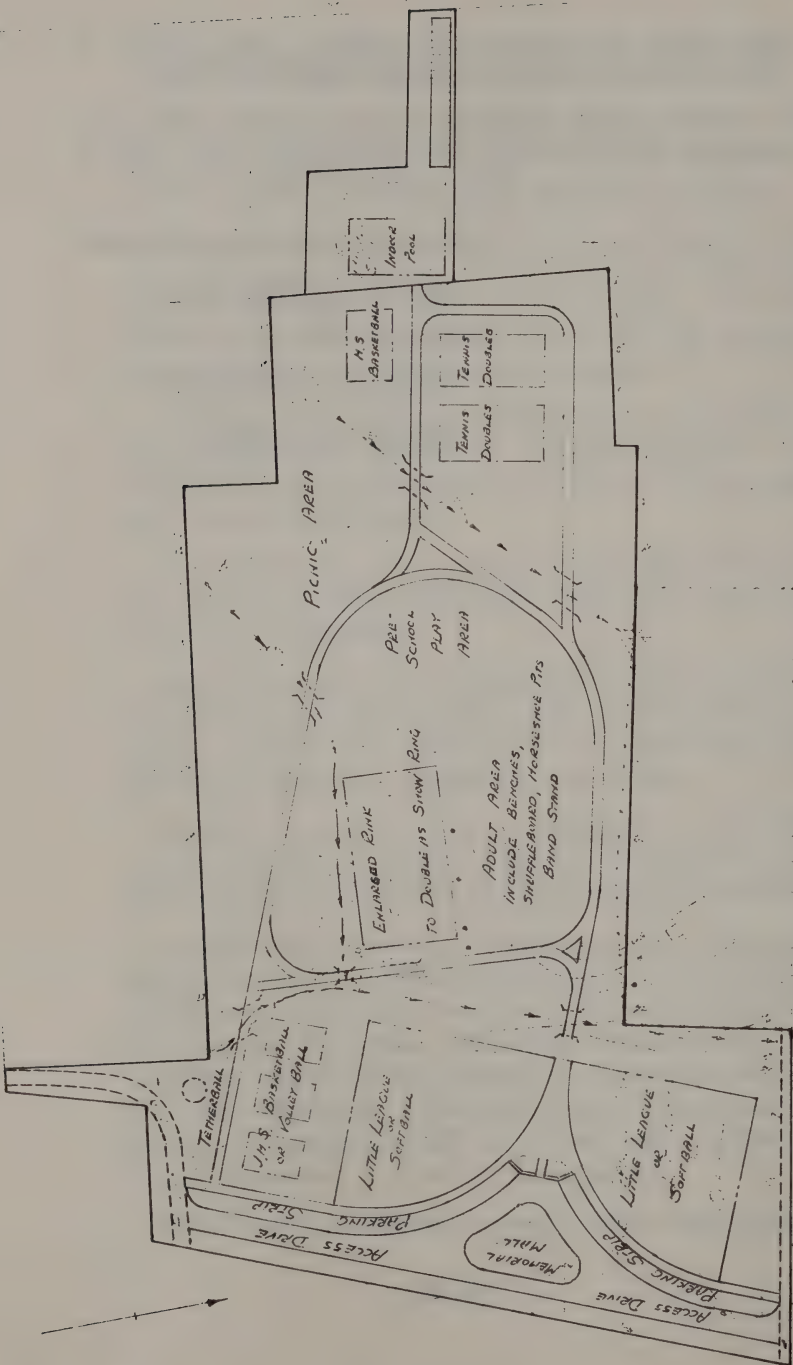 INDOOR
POOL
H.S
BASKETBALL
TENNIS
DOUBLES
TENNIS
DOUBLES
PICNIC AREA
PRE-
SCHOOL
PLAY
AREA
ENLARGED RINK
TO DOUBLE AS SHOW RING
ADULT AREA
INCLUDE BENCHES,
SHUFFLEBOARD, HORSESHOE PITS
BAND STAND
TETHERBALL
J.H.S BASKETBALL
OR
VOLLEY BALL
LITTLE LEAGUE
OR
SOFTBALL
LITTLE LEAGUE
OR
SOFTBALL
PARKING STRIP
ACCESS DRIVE
MEMORIAL
MALL
PARKING STRIP
ACCESS DRIVE